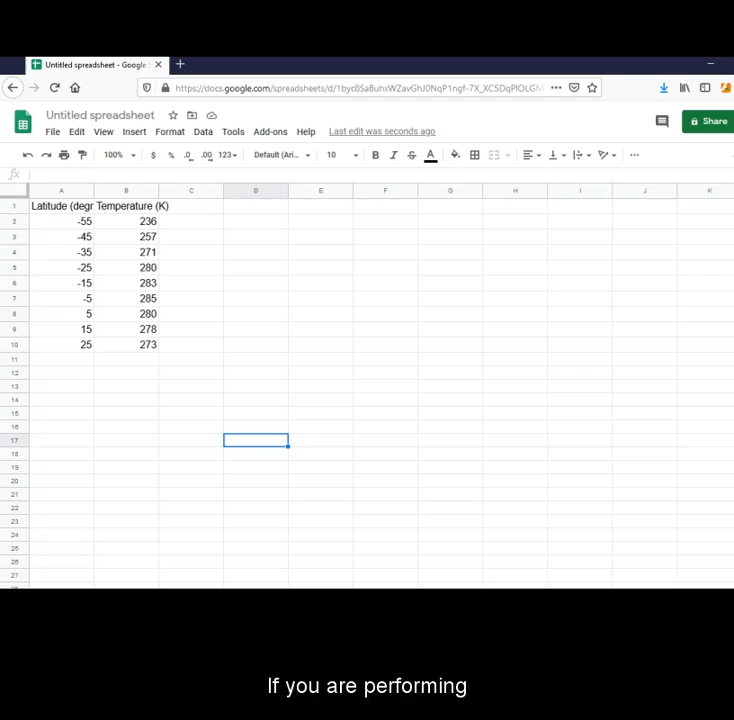 Untitled spreadsheet - Google
https://docs.google.com/spreadsheets/d/1byc8SaBuhxWZavGhJ0NqP1ngf-7X_XC5DqPlOLGM
Untitled spreadsheet
File Edit View Insert Format Data Tools Add-ons Help Last edit was seconds ago
Share
100% $ % .0 .00 123 Default (Ari... 10 B I S A
fx
A B C D E F G H I J K
1 Latitude (degr Temperature (K)
2 -55 236
3 -45 257
4 -35 271
5 -25 280
6 -15 283
7 -5 285
8 5 280
9 15 278
10 25 273
11
12
13
14
15
16
17
18
19
20
21
22
23
24
25
26
27
If you are performing